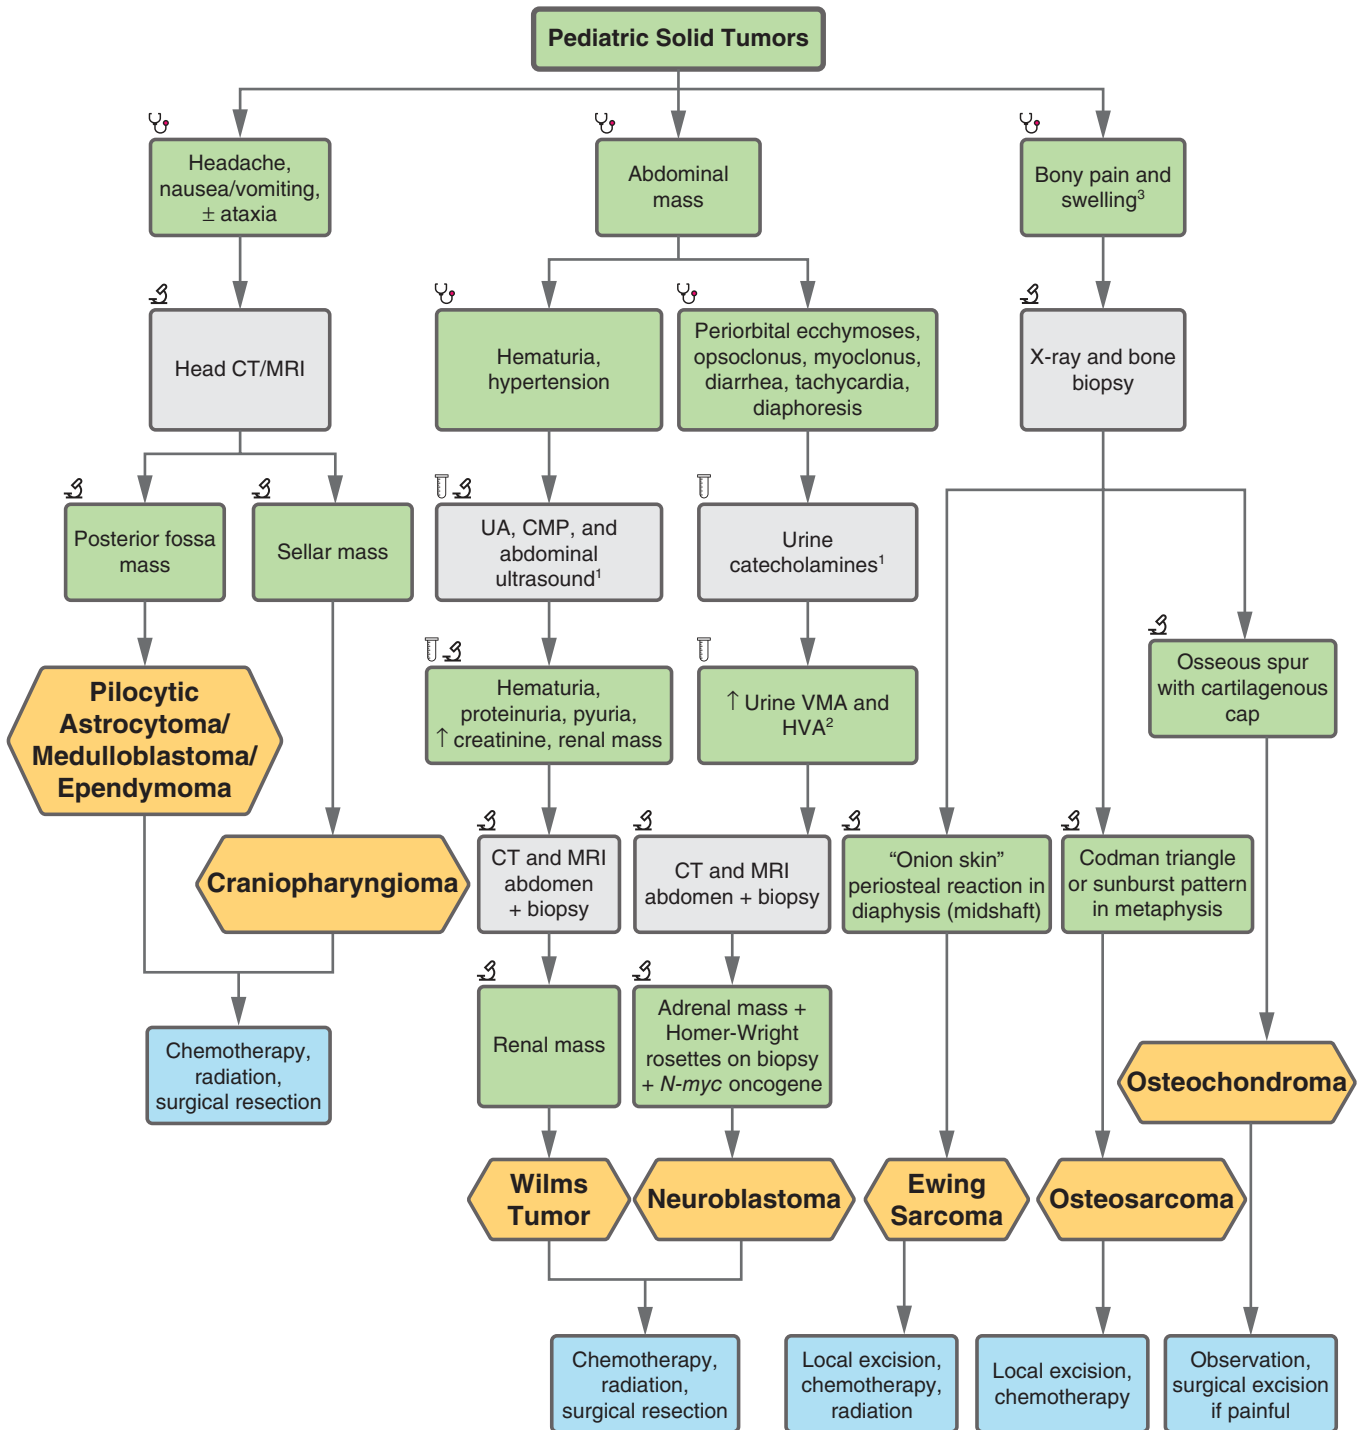 Pediatric Solid Tumors
Headache,
nausea/vomiting,
± ataxia
Abdominal
mass
Bony pain and
swelling³
Head CT/MRI
Hematuria,
hypertension
Periorbital ecchymoses,
opsoclonus, myoclonus,
diarrhea, tachycardia,
diaphoresis
X-ray and bone
biopsy
Posterior fossa
mass
Sellar mass
UA, CMP, and
abdominal
ultrasound¹
Urine
catecholamines¹
Pilocytic
Astrocytoma/
Medulloblastoma/
Ependymoma
Hematuria,
proteinuria, pyuria,
↑ creatinine, renal mass
↑ Urine VMA and
HVA²
Osseous spur
with cartilagenous
cap
Craniopharyngioma
CT and MRI
abdomen
+ biopsy
CT and MRI
abdomen + biopsy
“Onion skin”
periosteal reaction in
diaphysis (midshaft)
Codman triangle
or sunburst pattern
in metaphysis
Renal mass
Adrenal mass +
Homer-Wright
rosettes on biopsy
+ N-myc oncogene
Chemotherapy,
radiation,
surgical resection
Osteochondroma
Wilms
Tumor
Neuroblastoma
Ewing
Sarcoma
Osteosarcoma
Chemotherapy,
radiation,
surgical resection
Local excision,
chemotherapy,
radiation
Local excision,
chemotherapy
Observation,
surgical excision
if painful